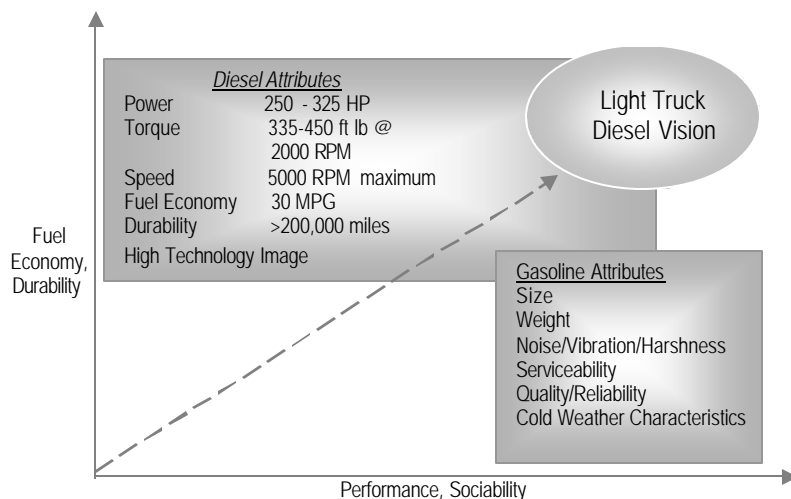 Diesel Attributes
Power 250 - 325 HP
Torque 335-450 ft lb @
2000 RPM
Speed 5000 RPM maximum
Fuel Economy 30 MPG
Durability >200,000 miles
High Technology Image
Light Truck
Diesel Vision
Fuel
Economy,
Durability
Gasoline Attributes
Size
Weight
Noise/Vibration/Harshness
Serviceability
Quality/Reliability
Cold Weather Characteristics
Performance, Sociability